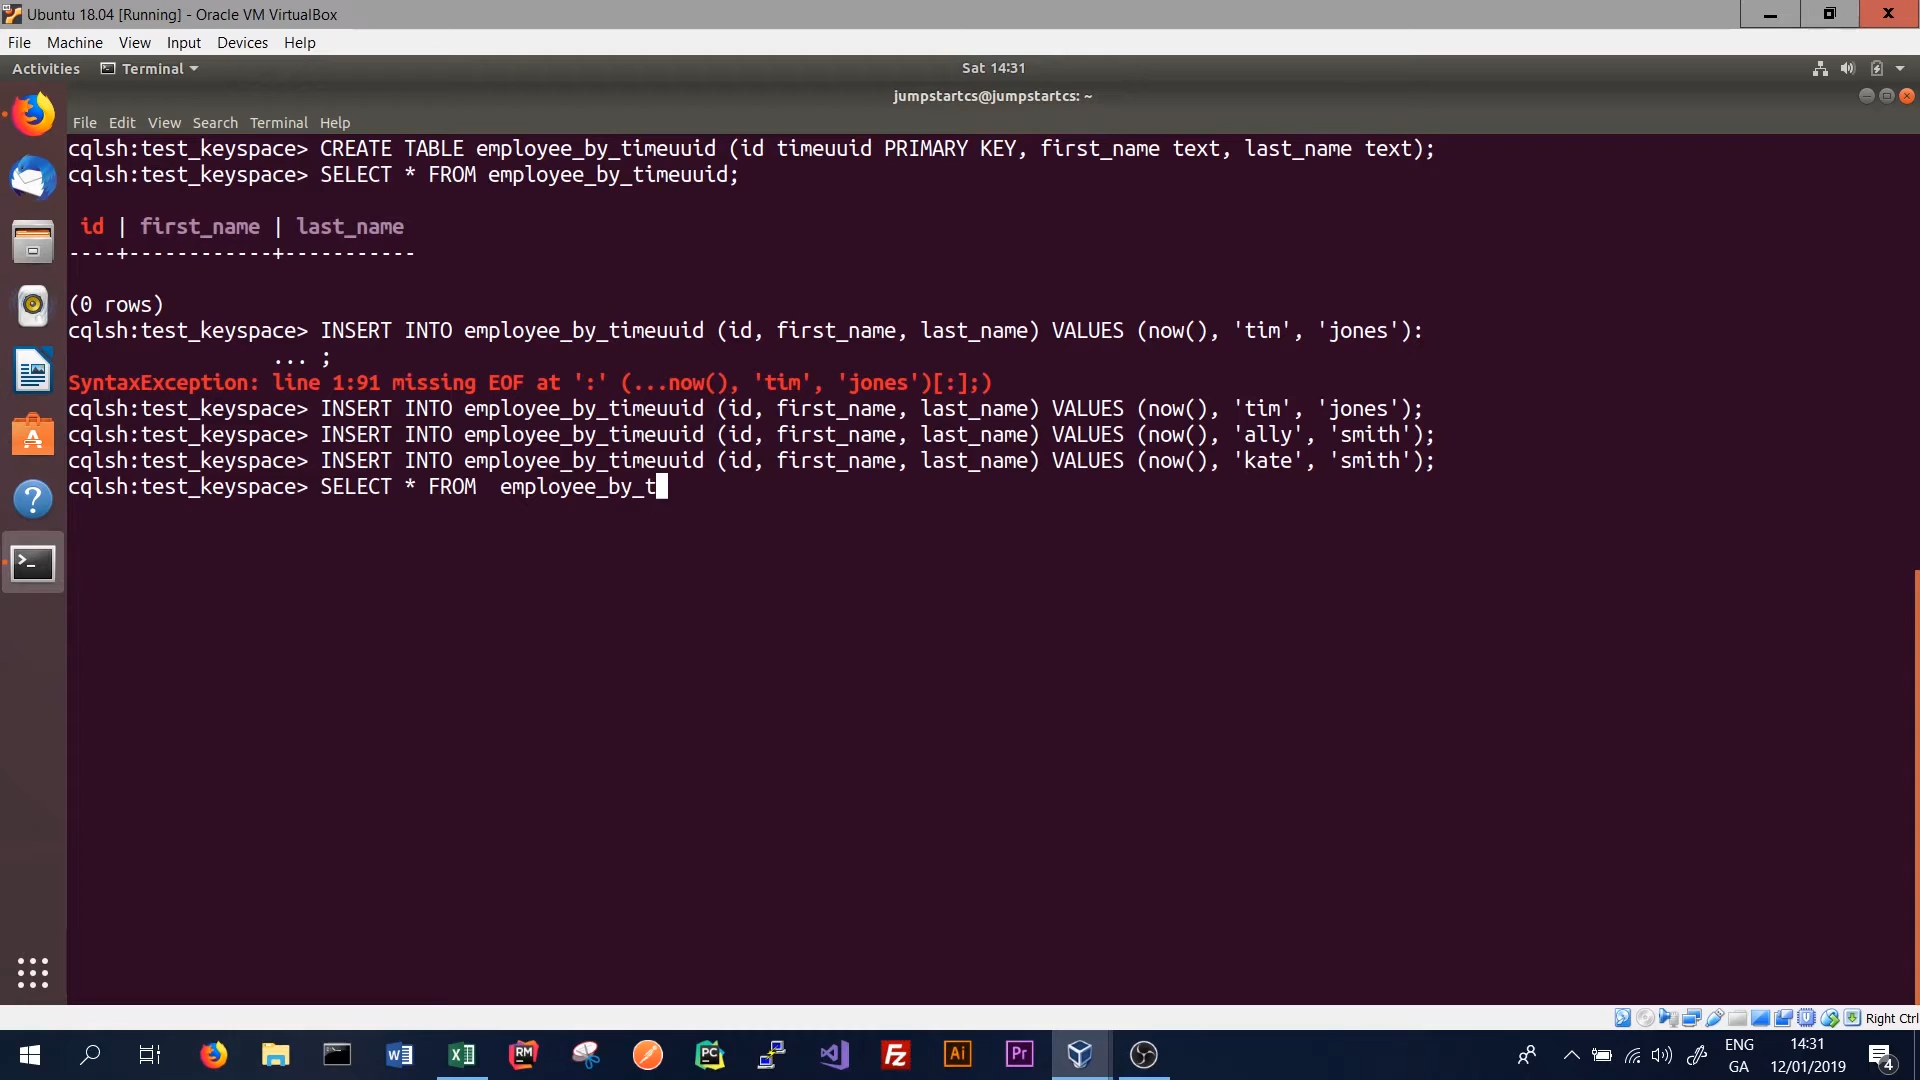 Ubuntu 18.04 [Running] - Oracle VM VirtualBox
File Machine View Input Devices Help
Activities Terminal Sat 14:31
jumpstartcs@jumpstartcs: ~
File Edit View Search Terminal Help
cqlsh:test_keyspace> CREATE TABLE employee_by_timeuuid (id timeuuid PRIMARY KEY, first_name text, last_name text);
cqlsh:test_keyspace> SELECT * FROM employee_by_timeuuid;
id | first_name | last_name
----+------------+-----------
(0 rows)
cqlsh:test_keyspace> INSERT INTO employee_by_timeuuid (id, first_name, last_name) VALUES (now(), 'tim', 'jones'):
... ;
SyntaxException: line 1:91 missing EOF at ':' (...now(), 'tim', 'jones')[:];)
cqlsh:test_keyspace> INSERT INTO employee_by_timeuuid (id, first_name, last_name) VALUES (now(), 'tim', 'jones');
cqlsh:test_keyspace> INSERT INTO employee_by_timeuuid (id, first_name, last_name) VALUES (now(), 'ally', 'smith');
cqlsh:test_keyspace> INSERT INTO employee_by_timeuuid (id, first_name, last_name) VALUES (now(), 'kate', 'smith');
cqlsh:test_keyspace> SELECT * FROM  employee_by_t
Right Ctrl
RM PC Fz Ai Pr
ENG 14:31
GA 12/01/2019 4